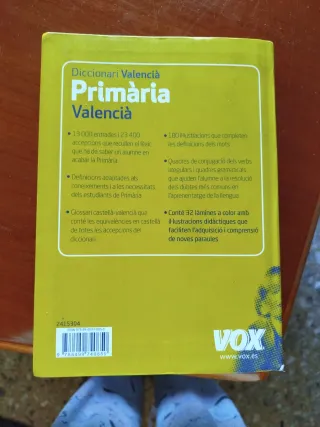 Diccionari Valencià
Primària
Valencià
• 13 000 entrades i 23 400
accepcions que recullen el lèxic
que ha de saber un alumne en
acabar la Primària
• Definicions adaptades als
coneixements i a les necessitats
dels estudiants de Primària
• Glossari castellà-valencià que
conté les equivalències en castellà
de totes les accepcions del
diccionari
• 180 il·lustracions que completen
les definicions dels mots
• Quadres de conjugació dels verbs
regulars i quadres gramaticals
que ajuden l'alumne a la resolució
dels dubtes més comuns en
l'aprenentatge de la llengua
• Conté 32 làmines a color amb
il·lustracions didàctiques que
faciliten l'adquisició i comprensió
de noves paraules
2415304
VOX
www.vox.es